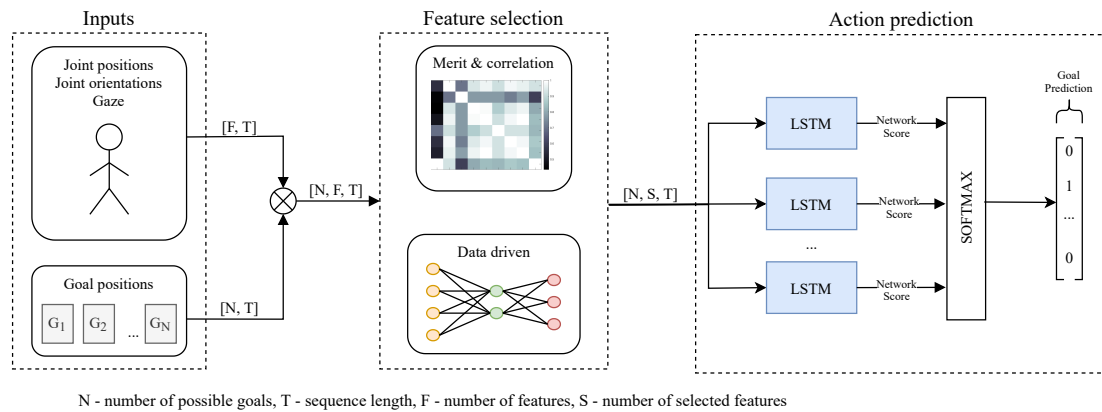 Inputs
Feature selection
Action prediction
Joint positions
Joint orientations
Gaze
[F, T]
Goal positions
G1 G2 ... GN
[N, T]
[N, F, T]
Merit & correlation
Data driven
[N, S, T]
LSTM
Network
Score
LSTM
Network
Score
...
LSTM
Network
Score
SOFTMAX
Goal
Prediction
0
1
...
0
N - number of possible goals, T - sequence length, F - number of features, S - number of selected features